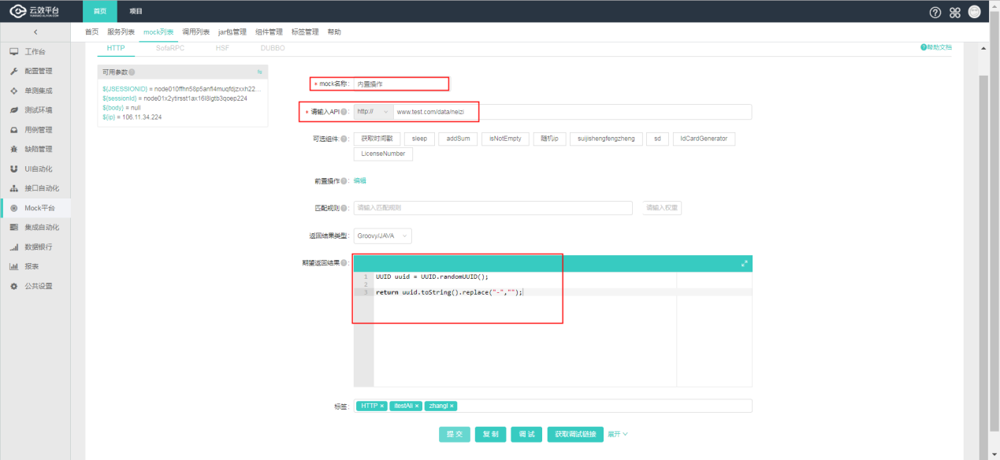 云效平台
首页 项目
首页 服务列表 mock列表 调用列表 jar包管理 组件管理 标签管理 帮助
工作台
配置管理
单测集成
测试环境
用例管理
缺陷管理
UI自动化
接口自动化
Mock平台
集成自动化
数据银行
报表
公共设置
HTTP SofaRPC HSF DUBBO
帮助文档
可用参数
${JSESSIONID} = node010ffhn58p5anfl4muqfdjzxxh22...
${sessionId} = node01x2ytirsst1ax16l8lgtb3qoep224
${body} = null
${ip} = 106.11.34.224
* mock名称: 内置操作
* 请输入API: http:// www.test.com/data/neizi
可选组件: 获取时间戳 sleep addSum isNotEmpty 随机ip suijishengfengzheng sd IdCardGenerator
LicenseNumber
前置操作: 编辑
匹配规则: 请输入匹配规则 请输入权重
返回结果类型: Groovy/JAVA
期望返回结果:
1 UUID uuid = UUID.randomUUID();
2
3 return uuid.toString().replace("-","");
标签: HTTP × itestAli × zhangl ×
提 交 复 制 调 试 获取调试链接 展开